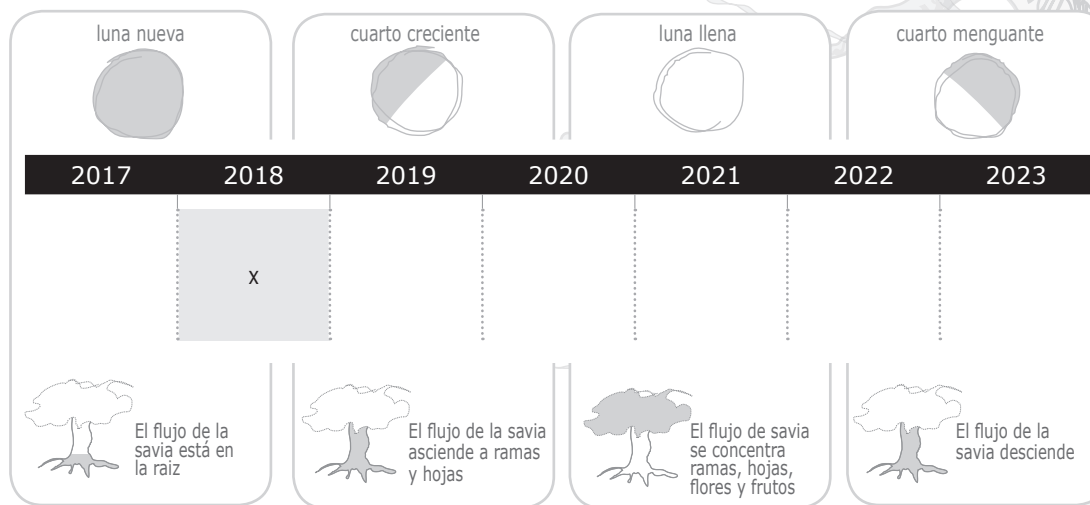 luna nueva
cuarto creciente
luna llena
cuarto menguante
2017 2018 2019 2020 2021 2022 2023
X
El flujo de la
savia está en
la raiz
El flujo de la savia
asciende a ramas
y hojas
El flujo de savia
se concentra
ramas, hojas,
flores y frutos
El flujo de la
savia desciende